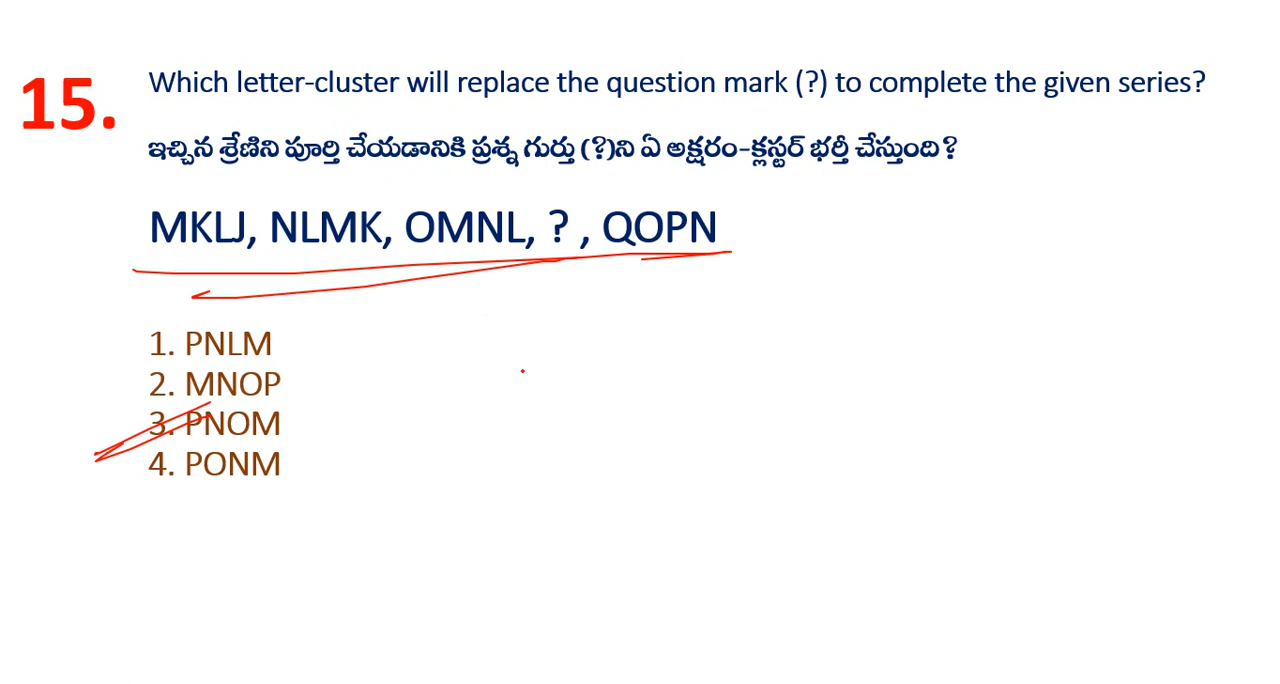 15.
Which letter-cluster will replace the question mark (?) to complete the given series?
ఇచ్చిన శ్రేణిని పూర్తి చేయడానికి ప్రశ్న గుర్తు (?)ని ఏ అక్షరం-క్లస్టర్ భర్తీ చేస్తుంది?
MKLJ, NLMK, OMNL, ? , QOPN
1. PNLM
2. MNOP
3. PNOM
4. PONM